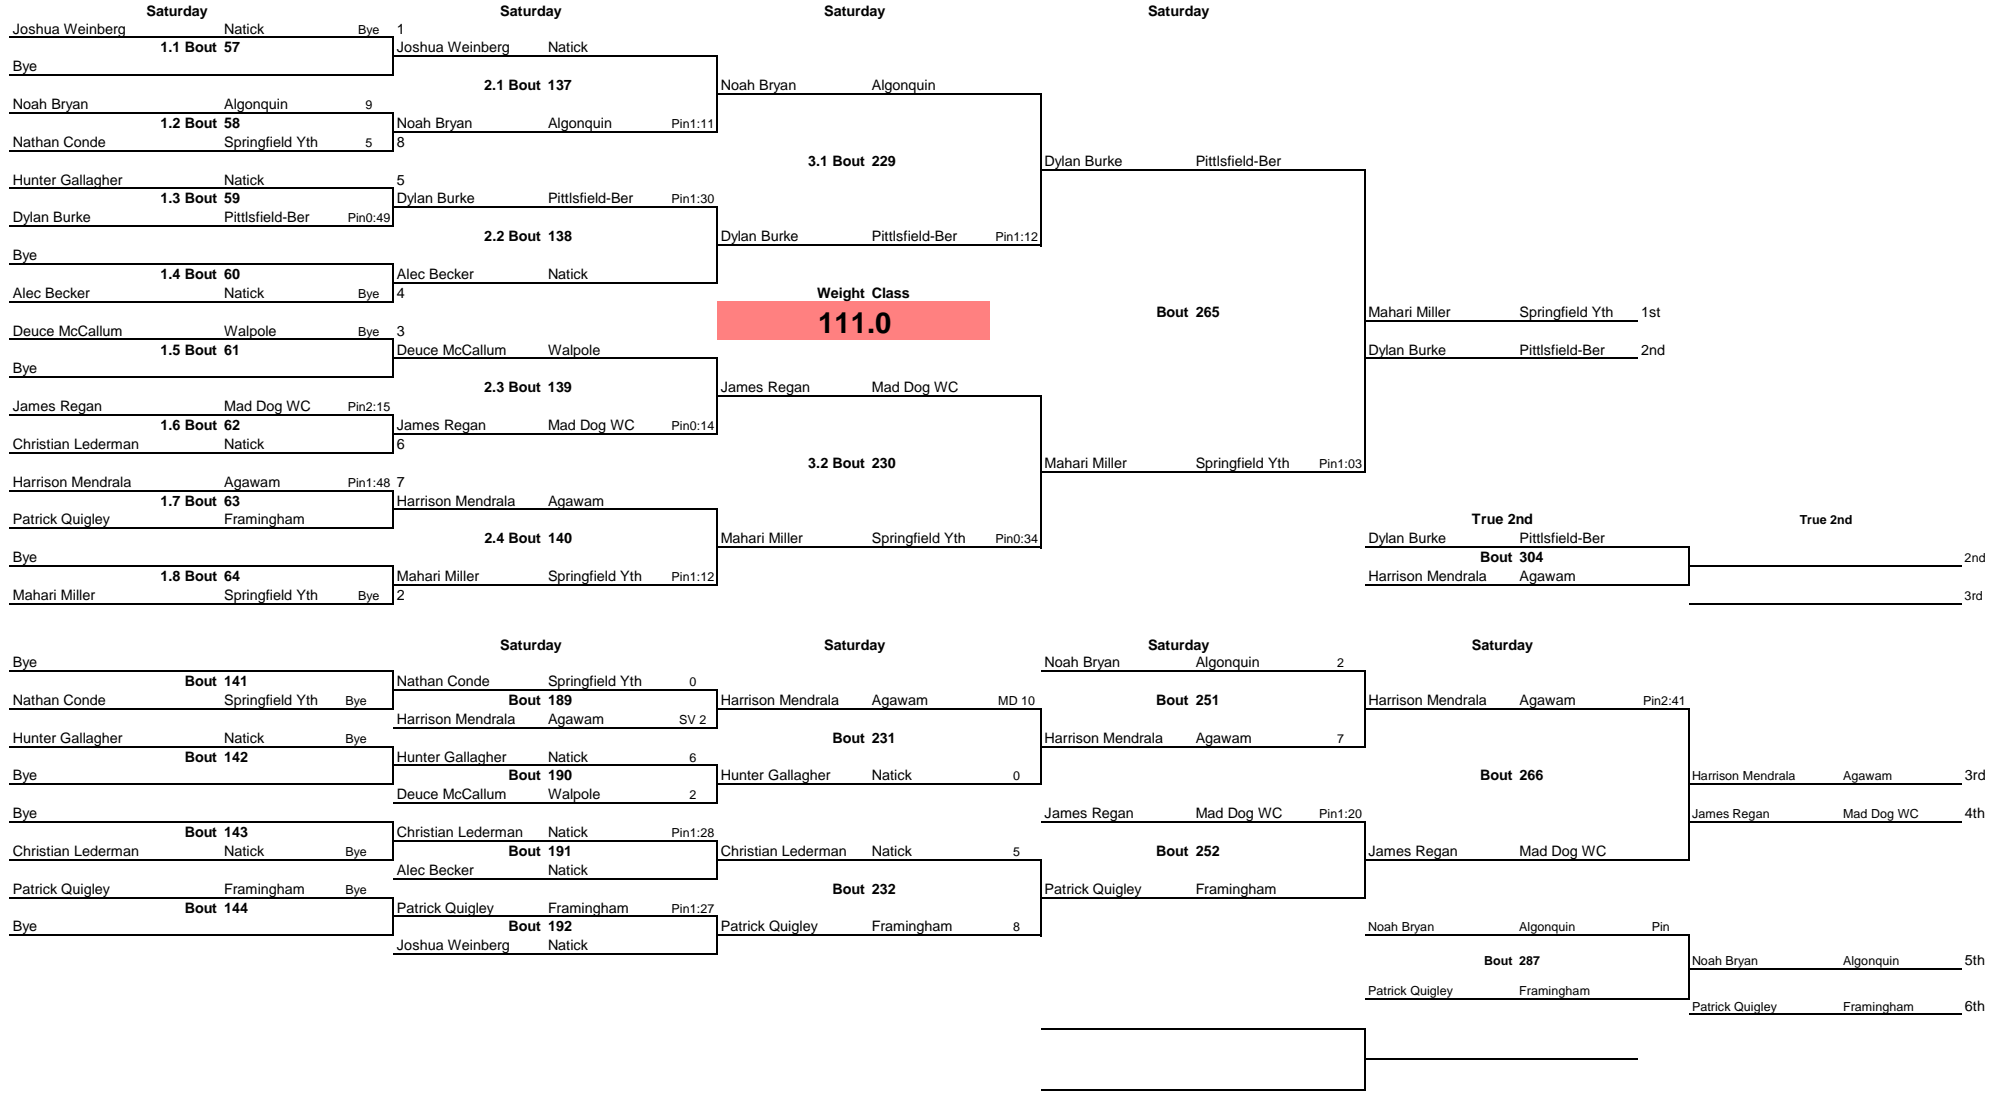 Saturday Saturday Saturday Saturday
Joshua Weinberg Natick Bye 1
1.1 Bout 57 Joshua Weinberg Natick
Bye
2.1 Bout 137 Noah Bryan Algonquin
Noah Bryan Algonquin 9
1.2 Bout 58 Noah Bryan Algonquin Pin1:11
Nathan Conde Springfield Yth 5 8
3.1 Bout 229 Dylan Burke Pittlsfield-Ber
Hunter Gallagher Natick 5
1.3 Bout 59 Dylan Burke Pittlsfield-Ber Pin1:30
Dylan Burke Pittlsfield-Ber Pin0:49
2.2 Bout 138 Dylan Burke Pittlsfield-Ber Pin1:12
Bye
1.4 Bout 60 Alec Becker Natick
Alec Becker Natick Bye 4 Weight Class
111.0 Bout 265 Mahari Miller Springfield Yth 1st
Deuce McCallum Walpole Bye 3
1.5 Bout 61 Deuce McCallum Walpole Dylan Burke Pittlsfield-Ber 2nd
Bye
2.3 Bout 139 James Regan Mad Dog WC
James Regan Mad Dog WC Pin2:15
1.6 Bout 62 James Regan Mad Dog WC Pin0:14
Christian Lederman Natick 6
3.2 Bout 230 Mahari Miller Springfield Yth Pin1:03
Harrison Mendrala Agawam Pin1:48 7
1.7 Bout 63 Harrison Mendrala Agawam
Patrick Quigley Framingham True 2nd True 2nd
2.4 Bout 140 Mahari Miller Springfield Yth Pin0:34 Dylan Burke Pittlsfield-Ber
Bye Bout 304 2nd
1.8 Bout 64 Mahari Miller Springfield Yth Pin1:12 Harrison Mendrala Agawam
Mahari Miller Springfield Yth Bye 2 3rd
Saturday Saturday Saturday Saturday
Bye Noah Bryan Algonquin 2
Bout 141 Nathan Conde Springfield Yth 0
Nathan Conde Springfield Yth Bye Bout 189 Harrison Mendrala Agawam MD 10 Bout 251 Harrison Mendrala Agawam Pin2:41
Harrison Mendrala Agawam SV 2
Hunter Gallagher Natick Bye Bout 231 Harrison Mendrala Agawam 7
Bout 142 Hunter Gallagher Natick 6
Bye Bout 190 Hunter Gallagher Natick 0 Bout 266 Harrison Mendrala Agawam 3rd
Deuce McCallum Walpole 2
Bye James Regan Mad Dog WC Pin1:20 James Regan Mad Dog WC 4th
Bout 143 Christian Lederman Natick Pin1:28
Christian Lederman Natick Bye Bout 191 Christian Lederman Natick 5 Bout 252 James Regan Mad Dog WC
Alec Becker Natick
Patrick Quigley Framingham Bye Bout 232 Patrick Quigley Framingham
Bout 144 Patrick Quigley Framingham Pin1:27
Bye Bout 192 Patrick Quigley Framingham 8 Noah Bryan Algonquin Pin
Joshua Weinberg Natick
Bout 287 Noah Bryan Algonquin 5th
Patrick Quigley Framingham
Patrick Quigley Framingham 6th